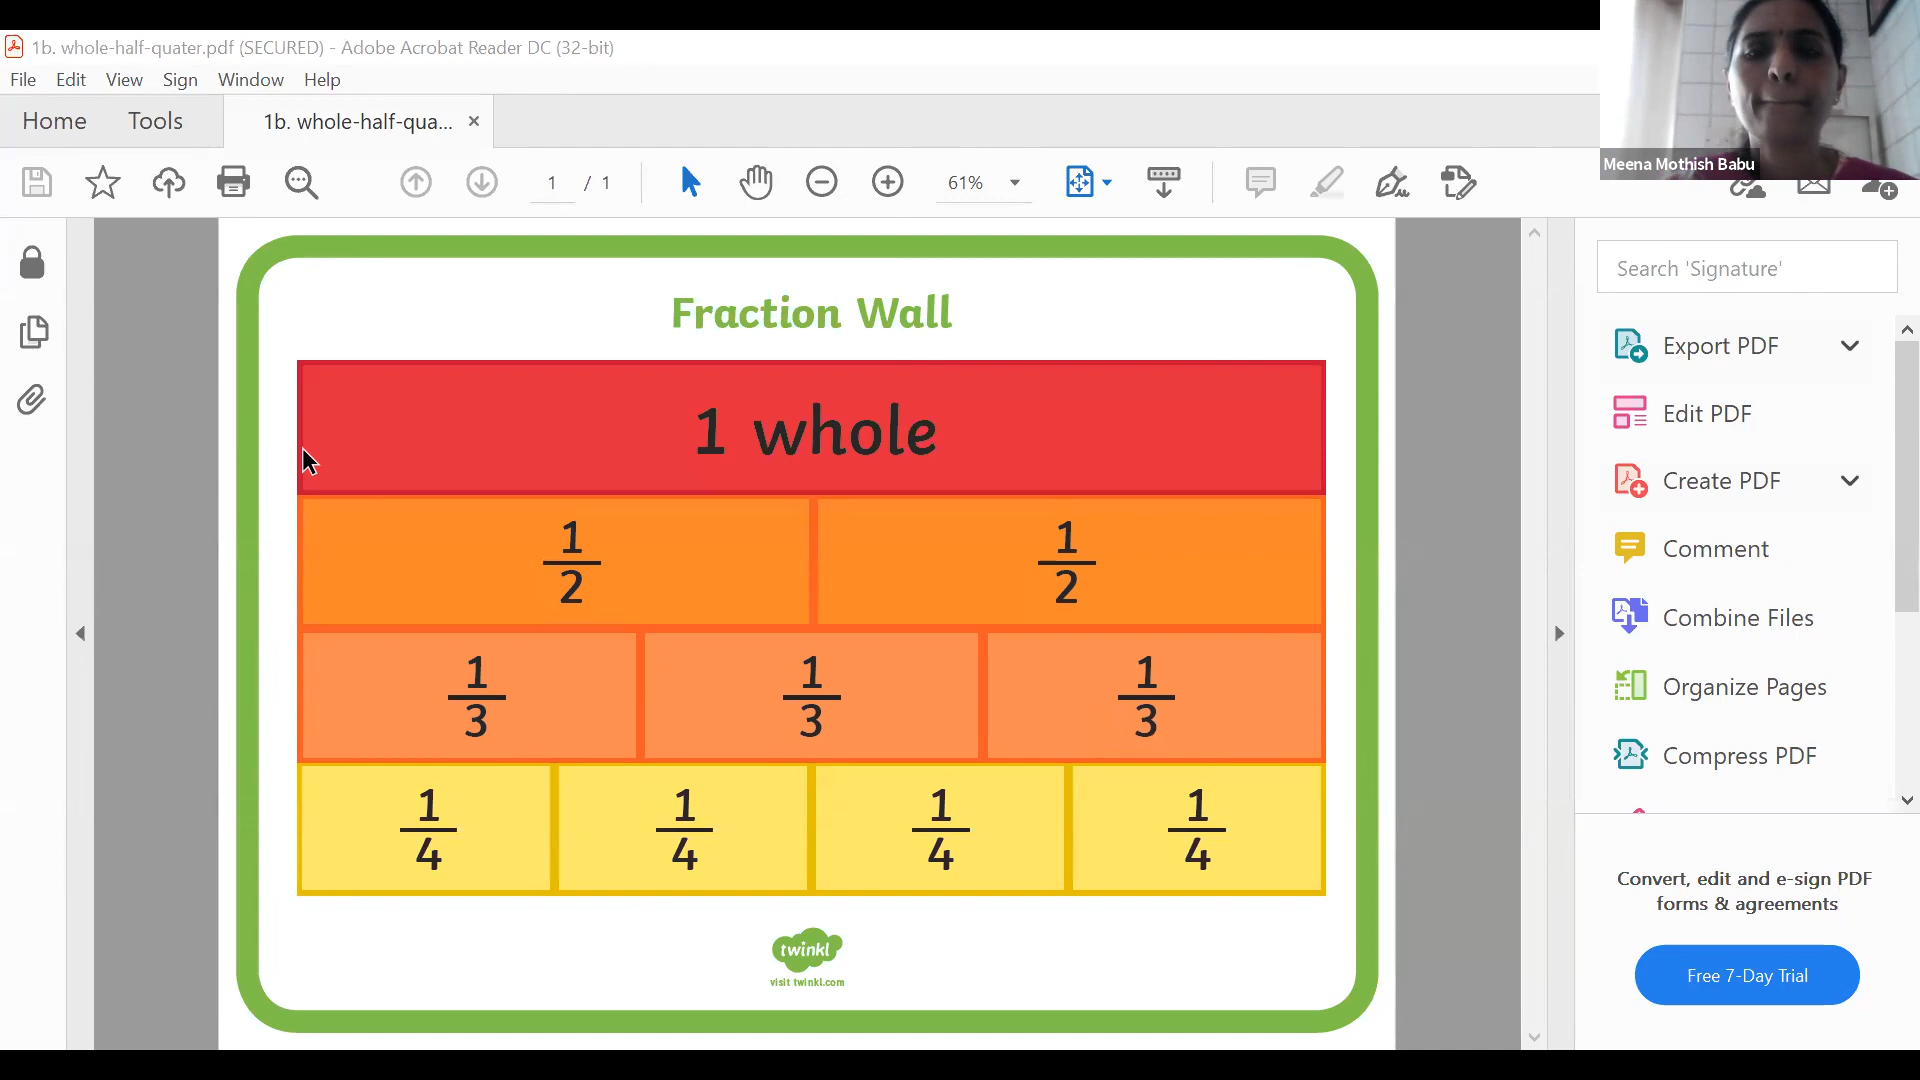 1b. whole-half-quater.pdf (SECURED) - Adobe Acrobat Reader DC (32-bit)
File Edit View Sign Window Help
Home Tools 1b. whole-half-qua... ×
1 / 1 61%
Meena Mothish Babu
Search 'Signature'
Export PDF
Edit PDF
Create PDF
Comment
Combine Files
Organize Pages
Compress PDF
Convert, edit and e-sign PDF
forms & agreements
Free 7-Day Trial
Fraction Wall
1 whole
1/2 1/2
1/3 1/3 1/3
1/4 1/4 1/4 1/4
twinkl
visit twinkl.com